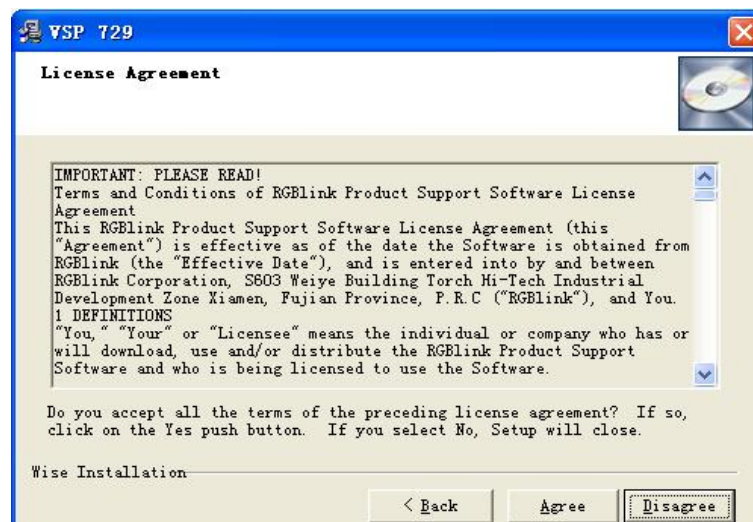 VSP 729
License Agreement
IMPORTANT: PLEASE READ!
Terms and Conditions of RGBlink Product Support Software License
Agreement
This RGBlink Product Support Software License Agreement (this
"Agreement") is effective as of the date the Software is obtained from
RGBlink (the "Effective Date"), and is entered into by and between
RGBlink Corporation, S603 Weiye Building Torch Hi-Tech Industrial
Development Zone Xiamen, Fujian Province, P.R.C ("RGBlink"), and You.
1 DEFINITIONS
"You," "Your" or "Licensee" means the individual or company who has or
will download, use and/or distribute the RGBlink Product Support
Software and who is being licensed to use the Software.
Do you accept all the terms of the preceding license agreement? If so,
click on the Yes push button. If you select No, Setup will close.
Wise Installation
< Back Agree Disagree